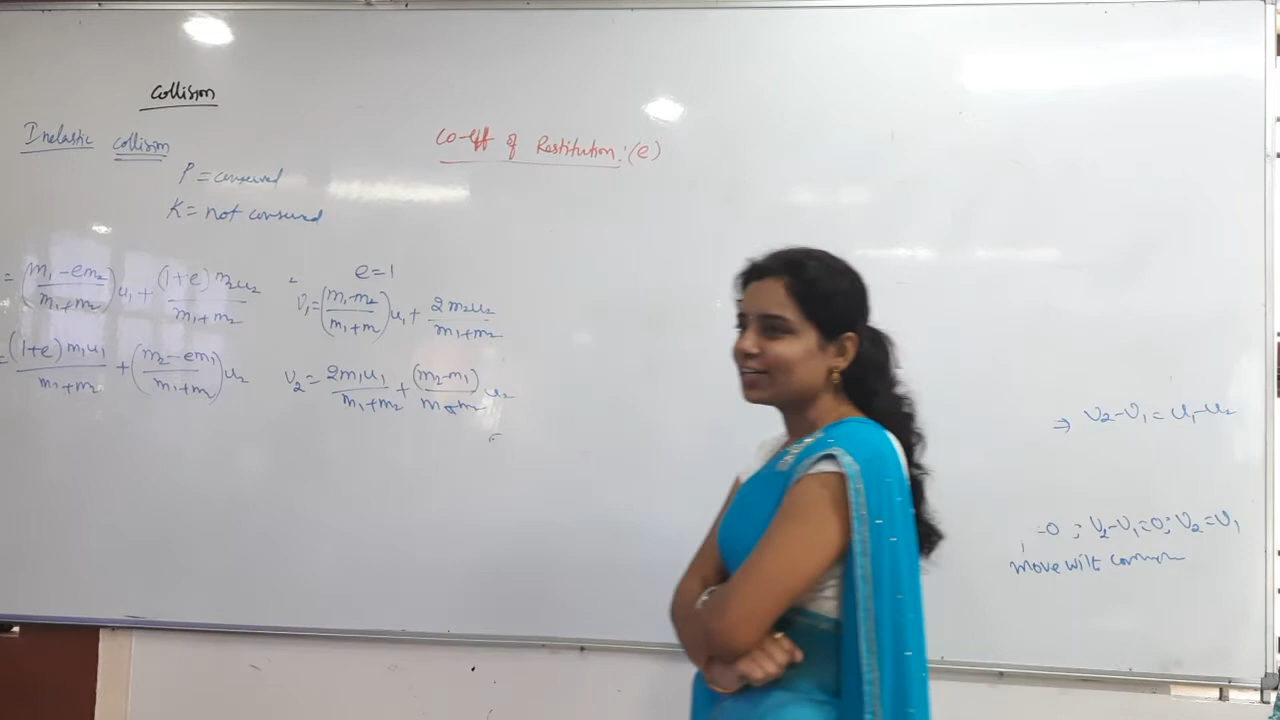 Collision
Inelastic collision
P = conserved
K = not conserved
= (m₁ - em₂ / m₁+m₂) u₁ + (1+e) m₂u₂ / m₁+m₂
= (1+e) m₁u₁ / m₁+m₂ + (m₂ - em₁ / m₁+m₂) u₂
e=1
v₁ = (m₁-m₂ / m₁+m) u₁ + 2m₂u₂ / m₁+m₂
v₂ = 2m₁u₁ / m₁+m₂ + (m₂-m₁) / m₁+m₂ u₂
Co-eff of Restitution: (e)
⇒ v₂-v₁ = u₁-u₂
=0 ; v₂-v₁=0; v₂=v₁
move with common